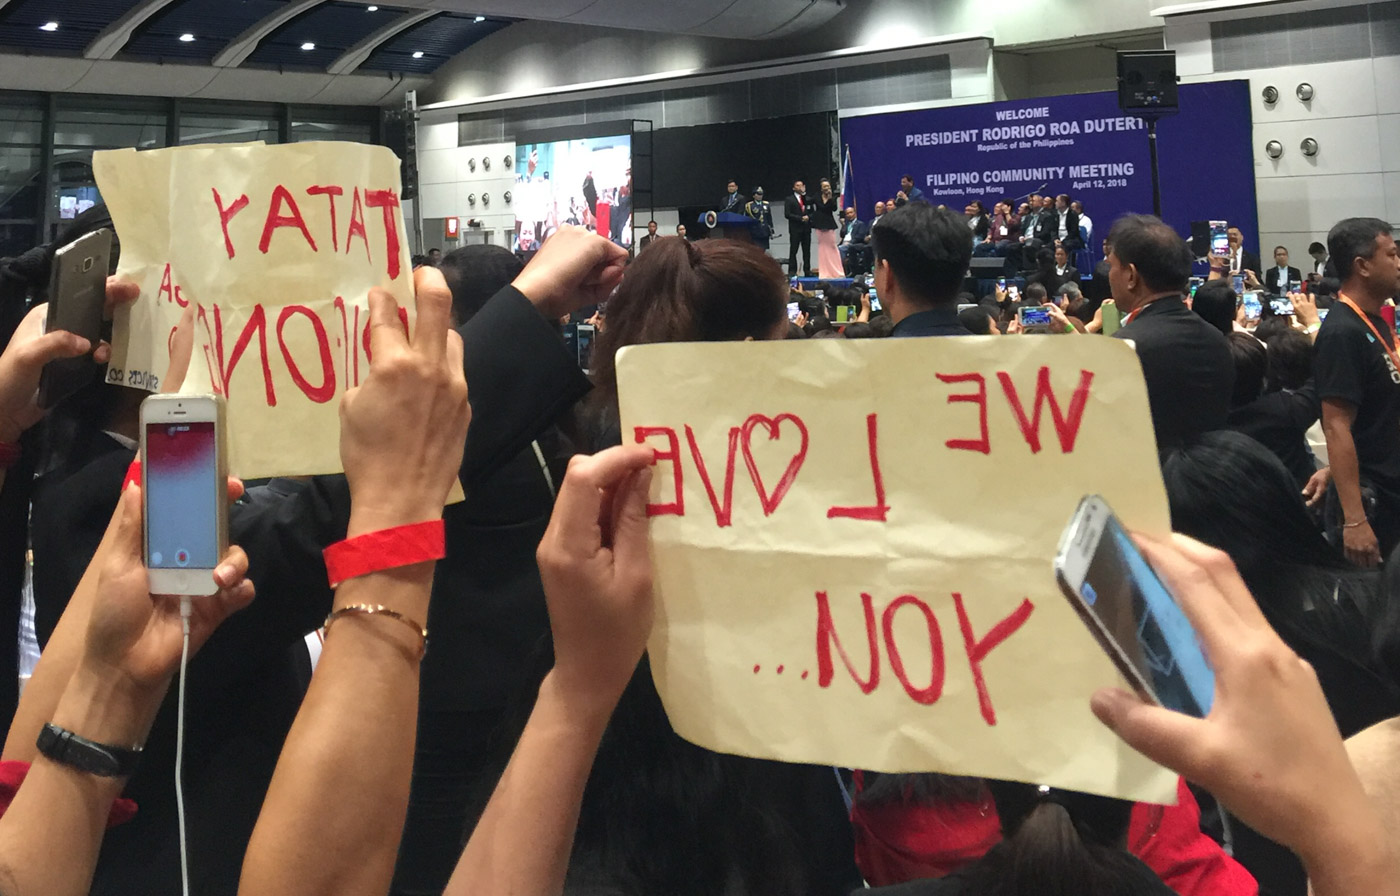 WELCOME
PRESIDENT RODRIGO ROA DUTERT
Republic of the Philippines
FILIPINO COMMUNITY MEETING
Kowloon, Hong Kong April 12, 2018
TATAY
DIGONG
WE
LOVE
YOU...